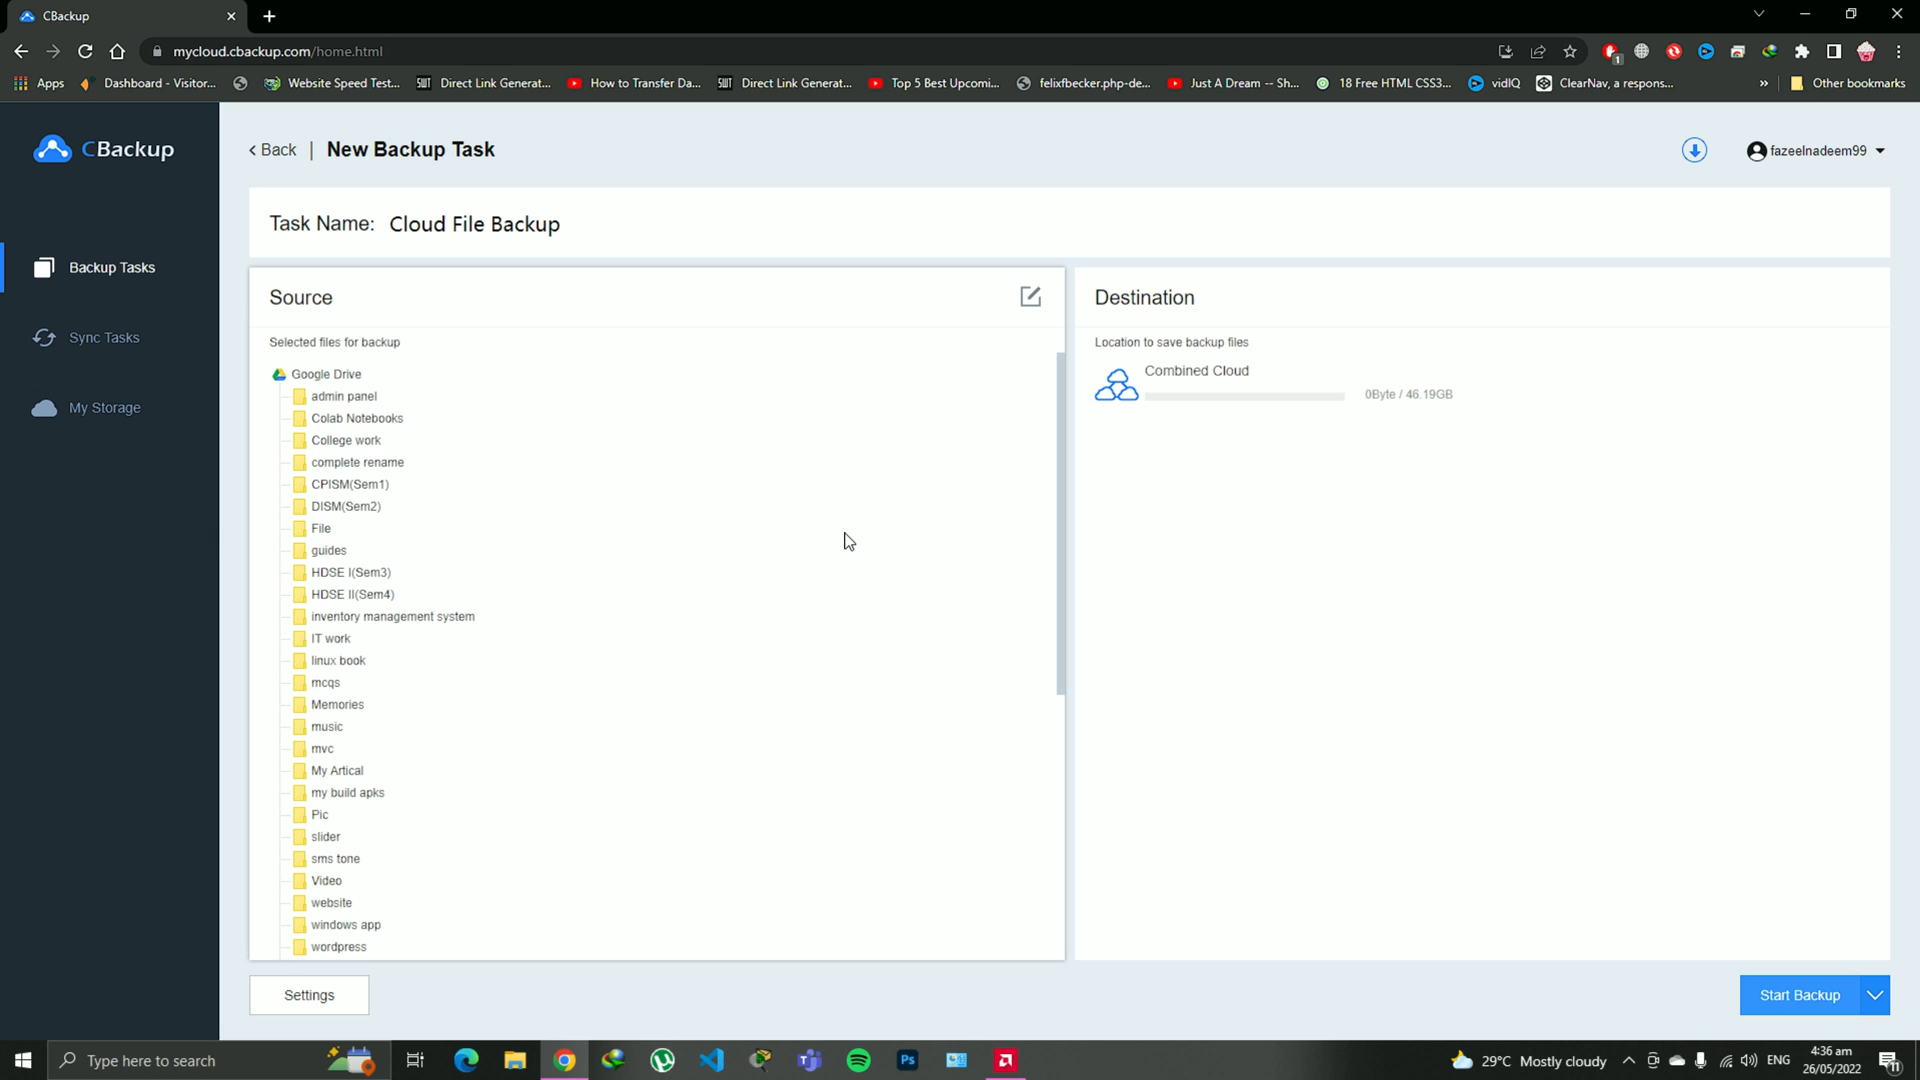 CBackup
mycloud.cbackup.com/home.html
1
Apps
Dashboard - Visitor...
Website Speed Test...
Direct Link Generat...
How to Transfer Da...
Direct Link Generat...
Top 5 Best Upcomi...
felixfbecker.php-de...
Just A Dream -- Sh...
18 Free HTML CSS3...
vidIQ
ClearNav, a respons...
»
Other bookmarks
CBackup
< Back | New Backup Task
fazeelnadeem99
Task Name: Cloud File Backup
Backup Tasks
Sync Tasks
My Storage
Source
Selected files for backup
Google Drive
admin panel
Colab Notebooks
College work
complete rename
CPISM(Sem1)
DISM(Sem2)
File
guides
HDSE I(Sem3)
HDSE II(Sem4)
inventory management system
IT work
linux book
mcqs
Memories
music
mvc
My Artical
my build apks
Pic
slider
sms tone
Video
website
windows app
wordpress
Destination
Location to save backup files
Combined Cloud
0Byte / 46.19GB
Settings
Start Backup
Type here to search
Ps
29°C Mostly cloudy
ENG
4:36 am
26/05/2022
11